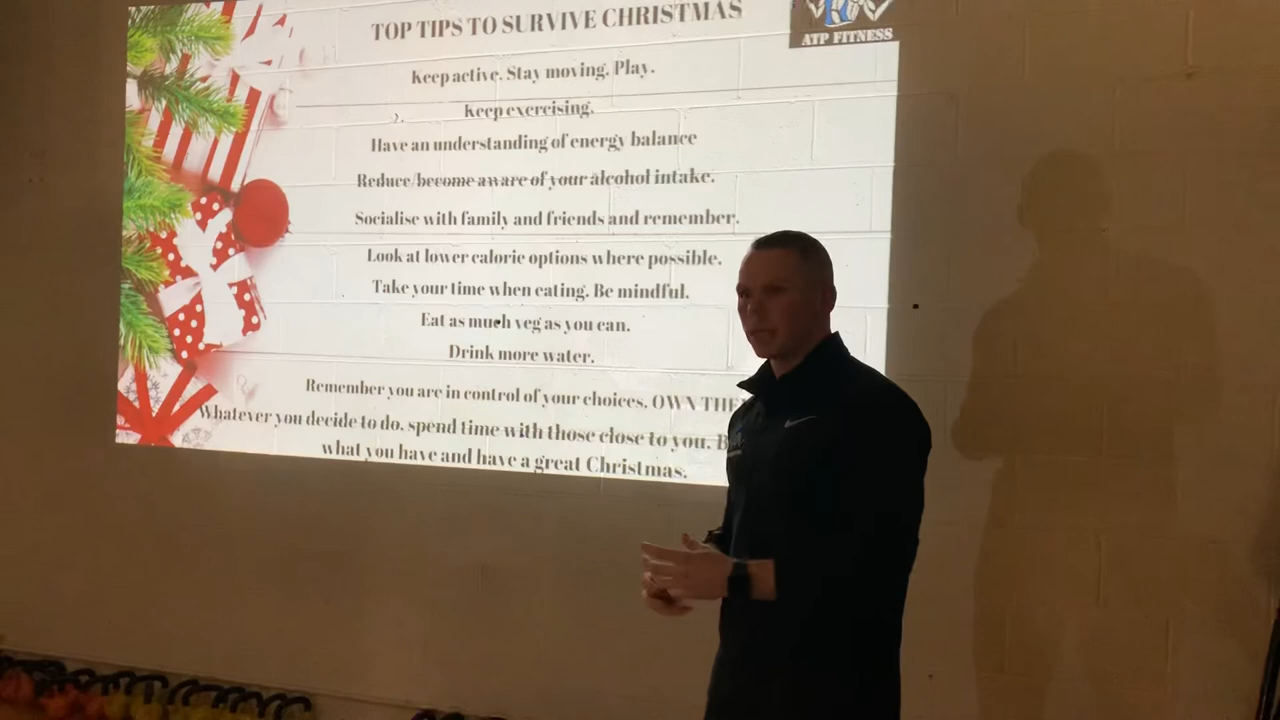 TOP TIPS TO SURVIVE CHRISTMAS
ATP FITNESS
Keep active. Stay moving. Play.
Keep exercising.
Have an understanding of energy balance
Reduce/become aware of your alcohol intake.
Socialise with family and friends and remember.
Look at lower calorie options where possible.
Take your time when eating. Be mindful.
Eat as much veg as you can.
Drink more water.
Remember you are in control of your choices. OWN
Whatever you decide to do, spend time with those close to you.
what you have and have a great Christmas.